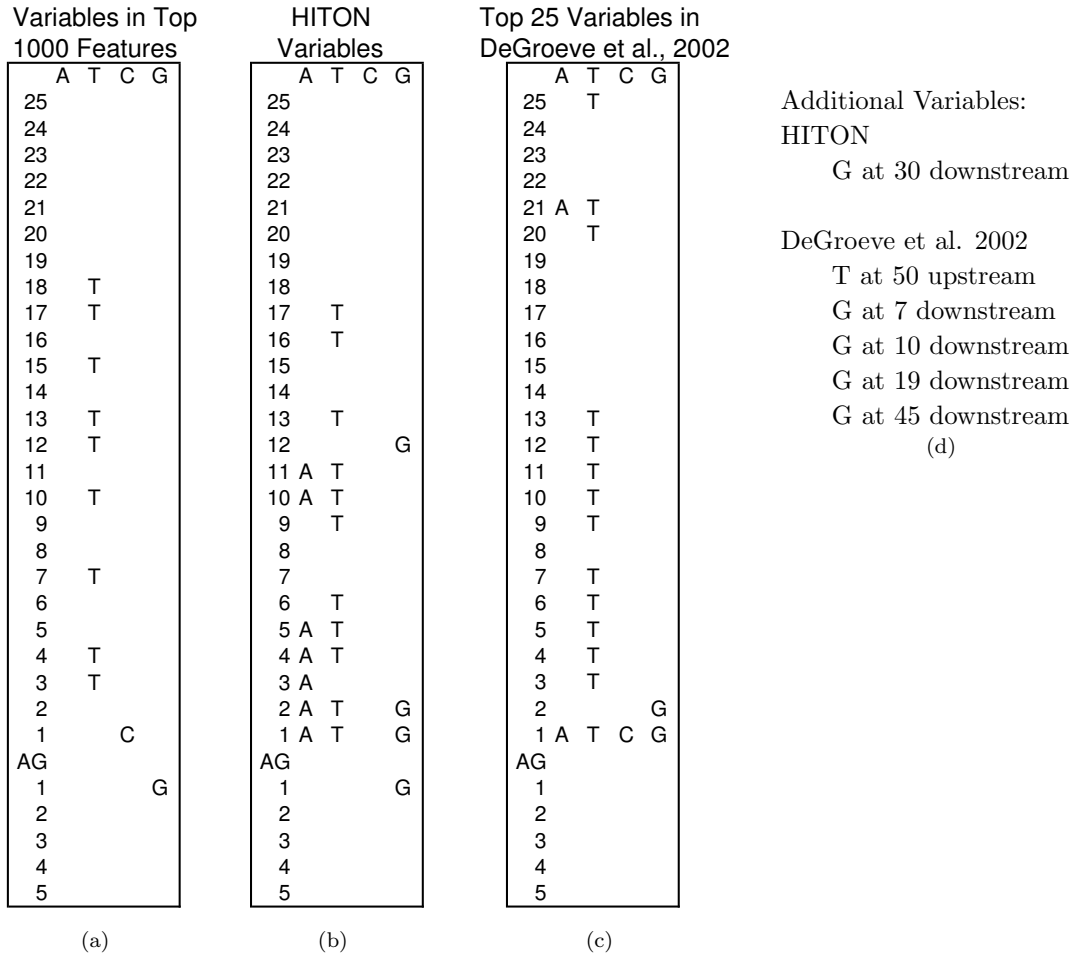 Variables in Top
1000 Features
A T C G
25
24
23
22
21
20
19
18 T
17 T
16
15 T
14
13 T
12 T
11
10 T
9
8
7 T
6
5
4 T
3 T
2
1 C
AG
1 G
2
3
4
5
(a)
HITON
Variables
A T C G
25
24
23
22
21
20
19
18
17 T
16 T
15
14
13 T
12 G
11 A T
10 A T
9 T
8
7
6 T
5 A T
4 A T
3 A
2 A T G
1 A T G
AG
1 G
2
3
4
5
(b)
Top 25 Variables in
DeGroeve et al., 2002
A T C G
25 T
24
23
22
21 A T
20 T
19
18
17
16
15
14
13 T
12 T
11 T
10 T
9 T
8
7 T
6 T
5 T
4 T
3 T
2 G
1 A T C G
AG
1
2
3
4
5
(c)
Additional Variables:
HITON
G at 30 downstream
DeGroeve et al. 2002
T at 50 upstream
G at 7 downstream
G at 10 downstream
G at 19 downstream
G at 45 downstream
(d)